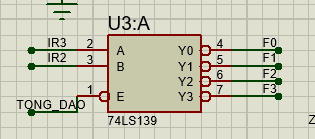 U3:A
IR3 2 A Y0 4 F0
IR2 3 B Y1 5 F1
Y2 6 F2
TONG_DAO 1 E Y3 7 F3
74LS139
Z